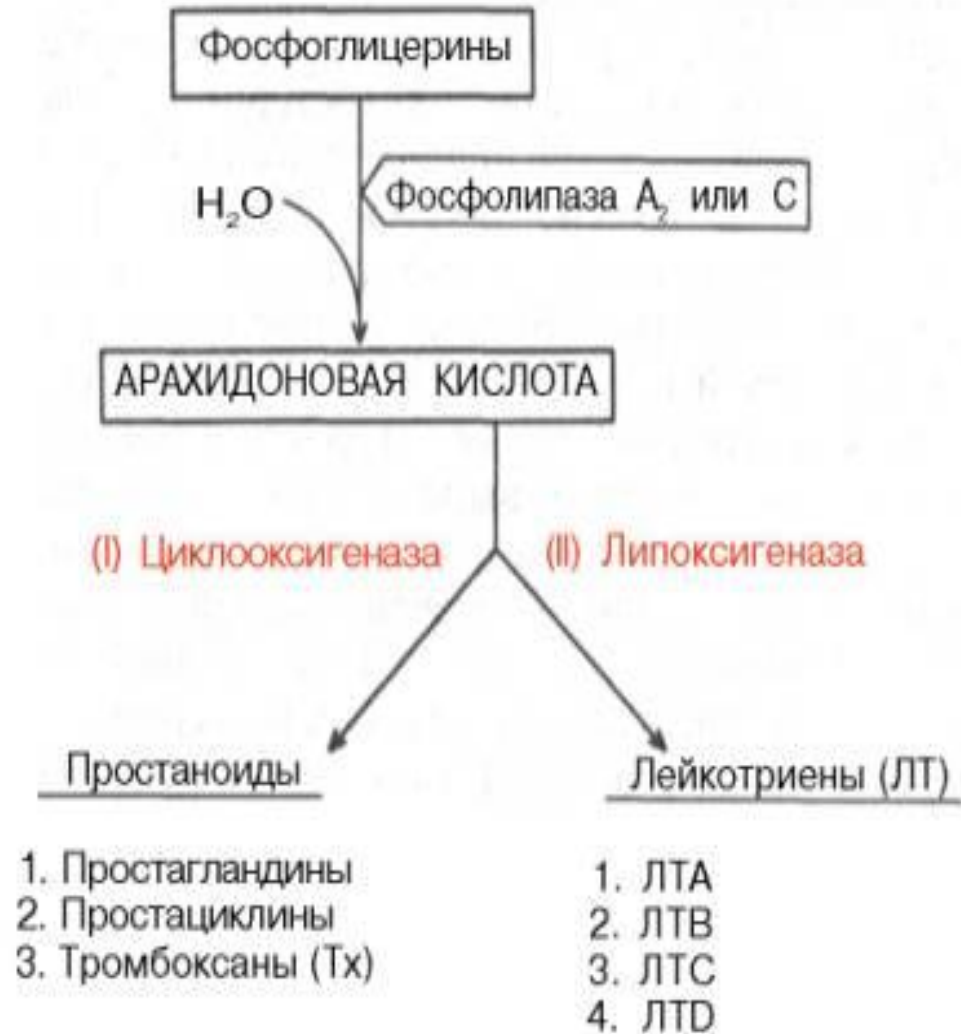 Фосфоглицерины
H₂O
Фосфолипаза A₂ или C
АРАХИДОНОВАЯ КИСЛОТА
(I) Циклооксигеназа
(II) Липоксигеназа
Простаноиды
Лейкотриены (ЛТ)
1. Простагландины
2. Простациклины
3. Тромбоксаны (Тх)
1. ЛТА
2. ЛТВ
3. ЛТС
4. ЛТD